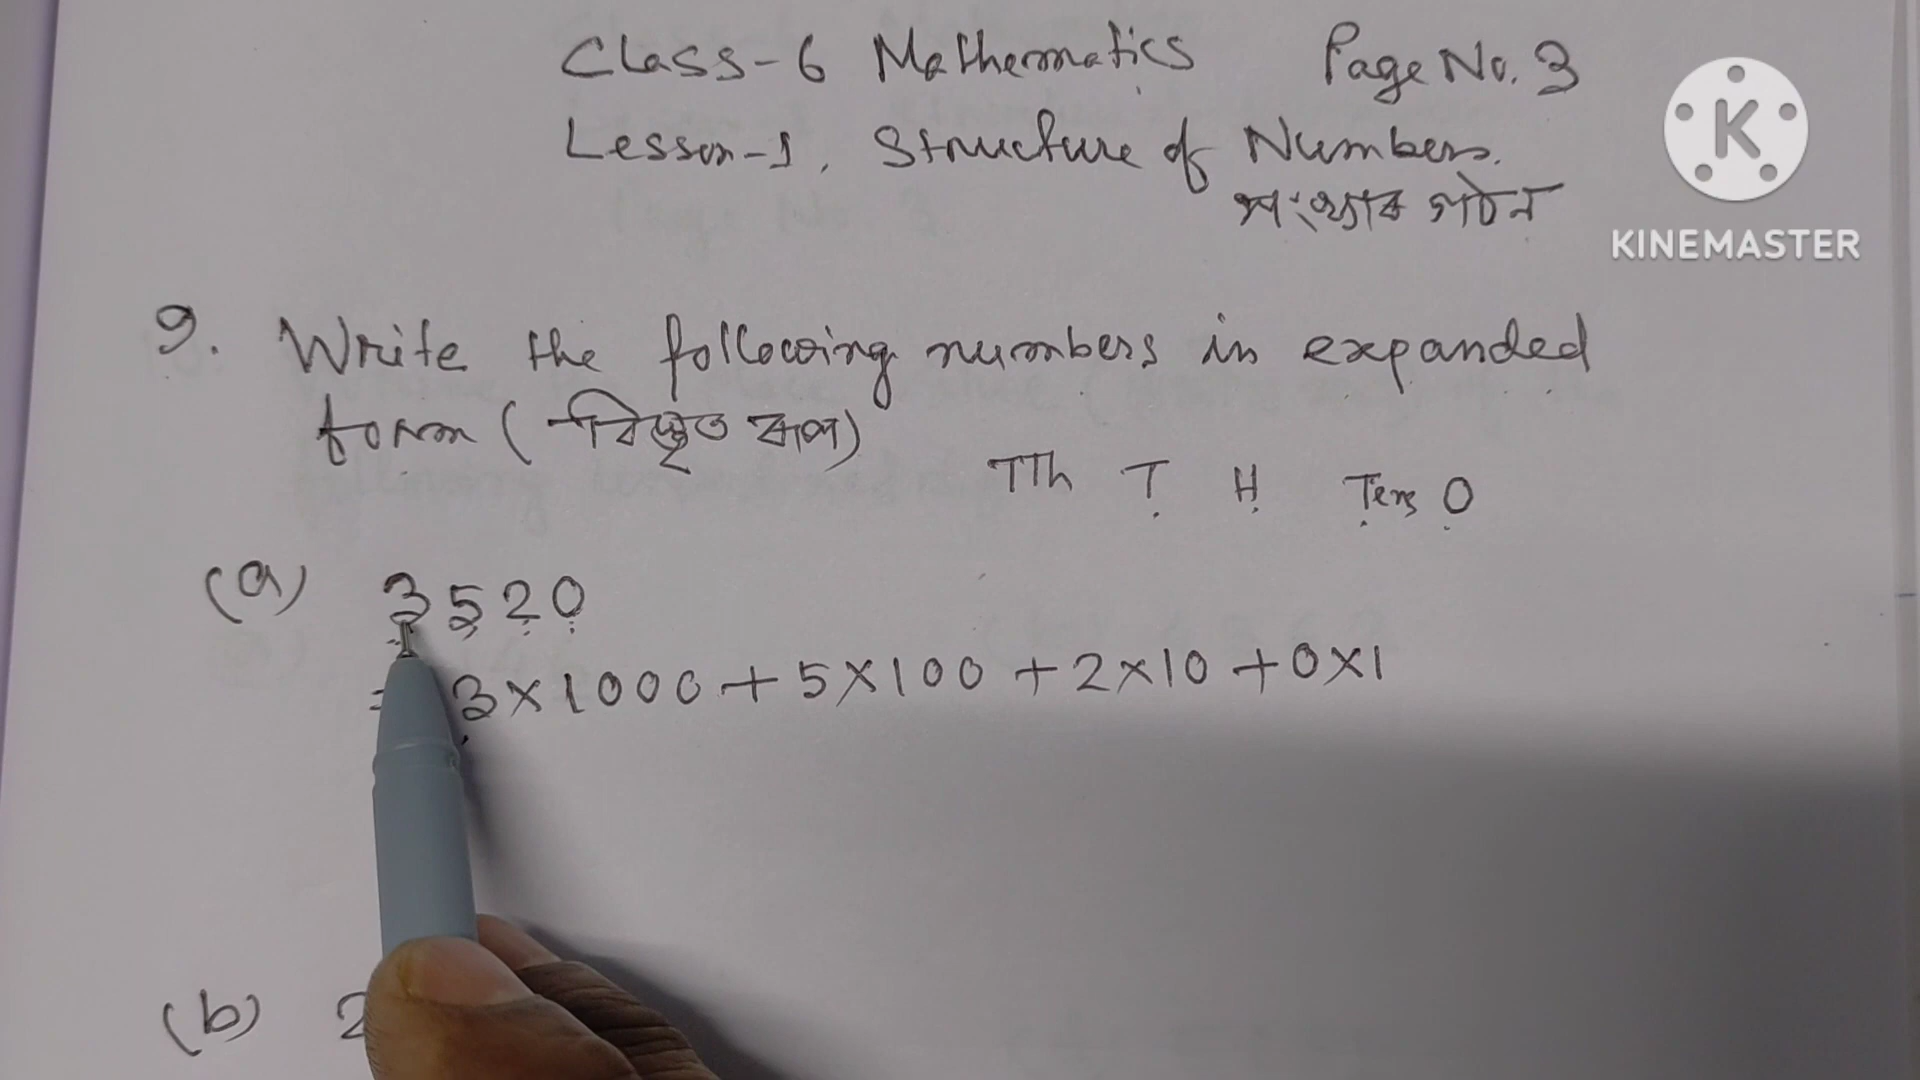 Class-6 Mathematics Page No. 3
Lesson-1, Structure of Numbers.
সংখ্যার গঠন
KINEMASTER
9. Write the following numbers in expanded
form (বিস্তৃত রূপ)
TTh T H Tens O
(a) 3520
= 3×1000+5×100+2×10+0×1
(b) 2